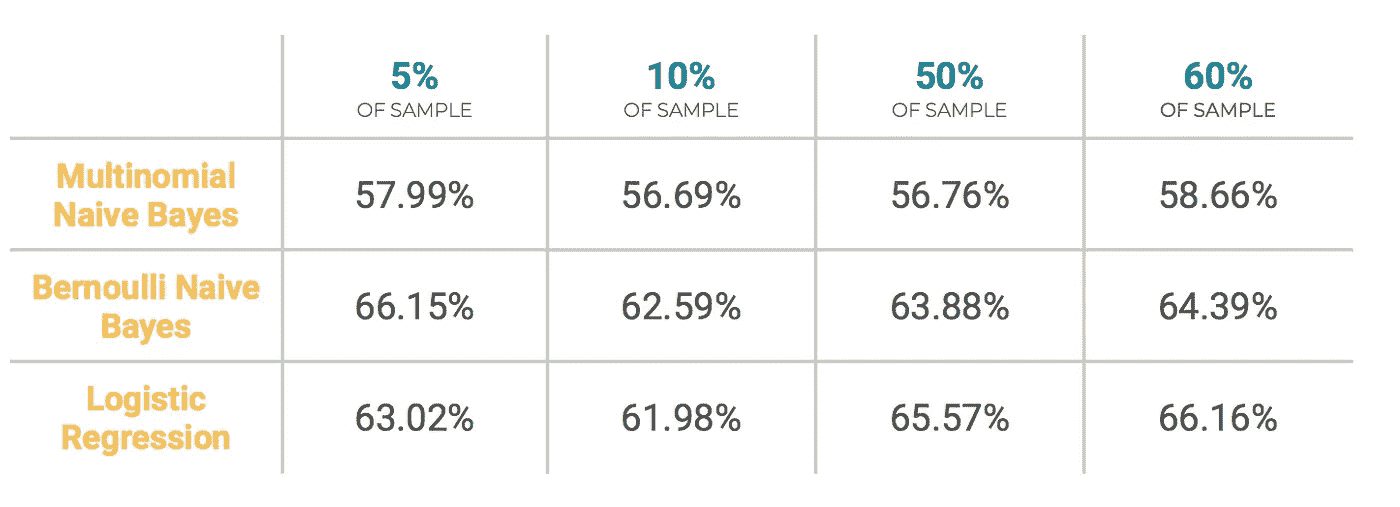 5% 10% 50% 60%
OF SAMPLE OF SAMPLE OF SAMPLE OF SAMPLE
Multinomial
Naive Bayes
57.99% 56.69% 56.76% 58.66%
Bernoulli Naive
Bayes
66.15% 62.59% 63.88% 64.39%
Logistic
Regression
63.02% 61.98% 65.57% 66.16%